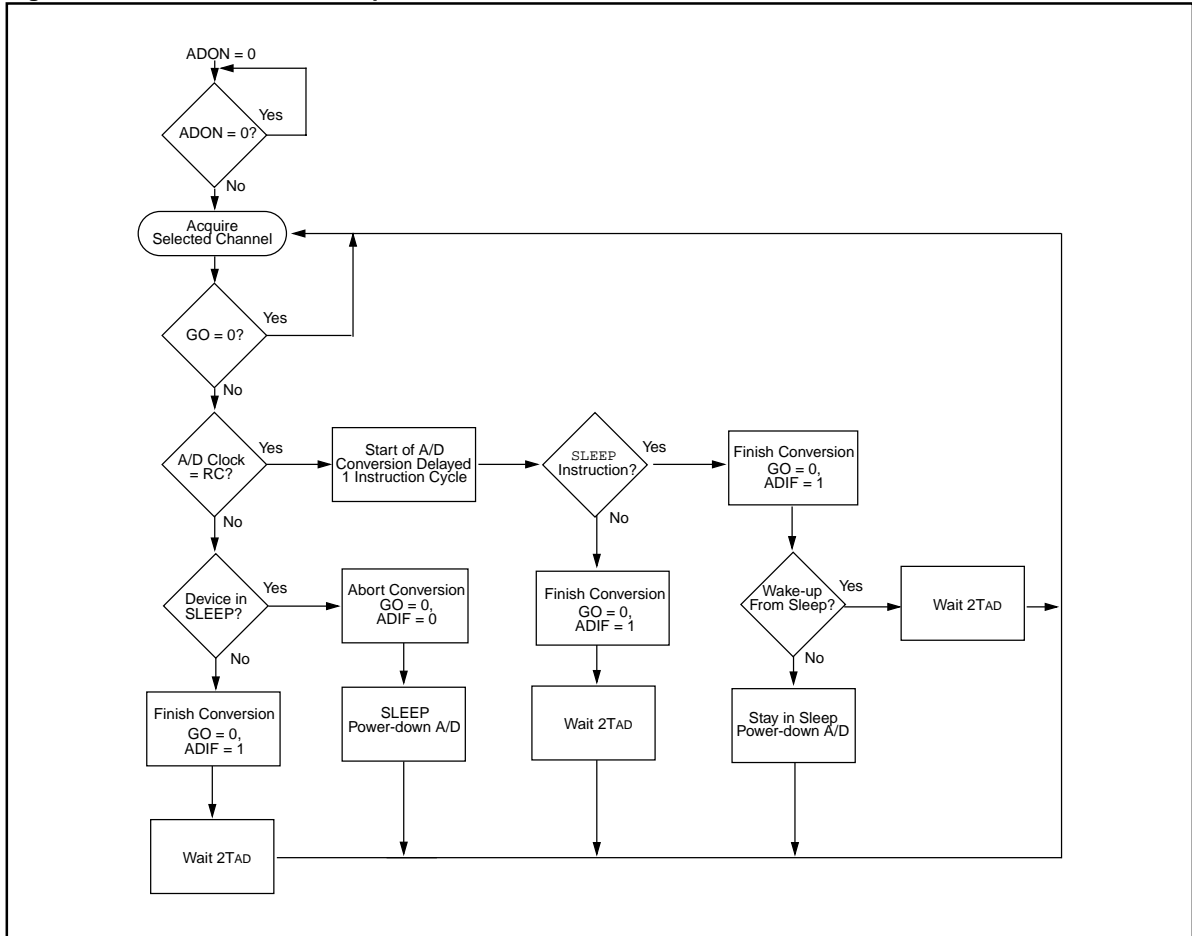 ADON = 0
Yes
ADON = 0?
No
Acquire
Selected Channel
Yes
GO = 0?
No
Yes
A/D Clock
= RC?
No
Start of A/D
Conversion Delayed
1 Instruction Cycle
SLEEP
Instruction?
Yes
No
Finish Conversion
GO = 0,
ADIF = 1
Yes
Device in
SLEEP?
No
Abort Conversion
GO = 0,
ADIF = 0
Finish Conversion
GO = 0,
ADIF = 1
Wake-up
From Sleep?
Yes
No
Wait 2TAD
Finish Conversion
GO = 0,
ADIF = 1
SLEEP
Power-down A/D
Wait 2TAD
Stay in Sleep
Power-down A/D
Wait 2TAD